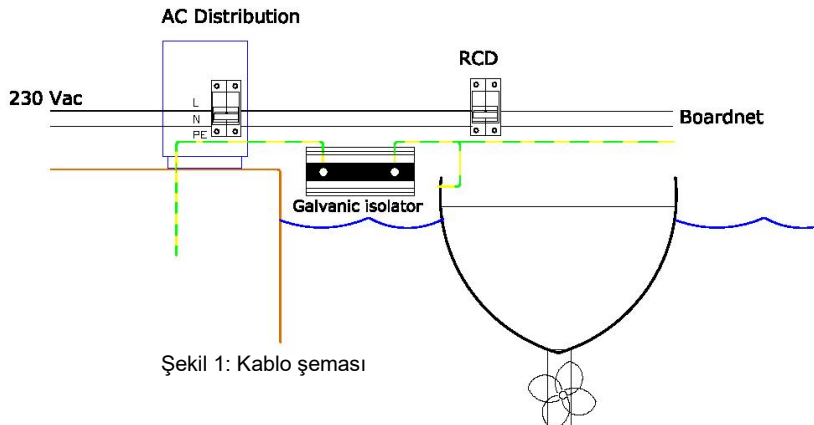 AC Distribution
RCD
230 Vac
L
N
PE
Boardnet
Galvanic isolator
Şekil 1: Kablo şeması